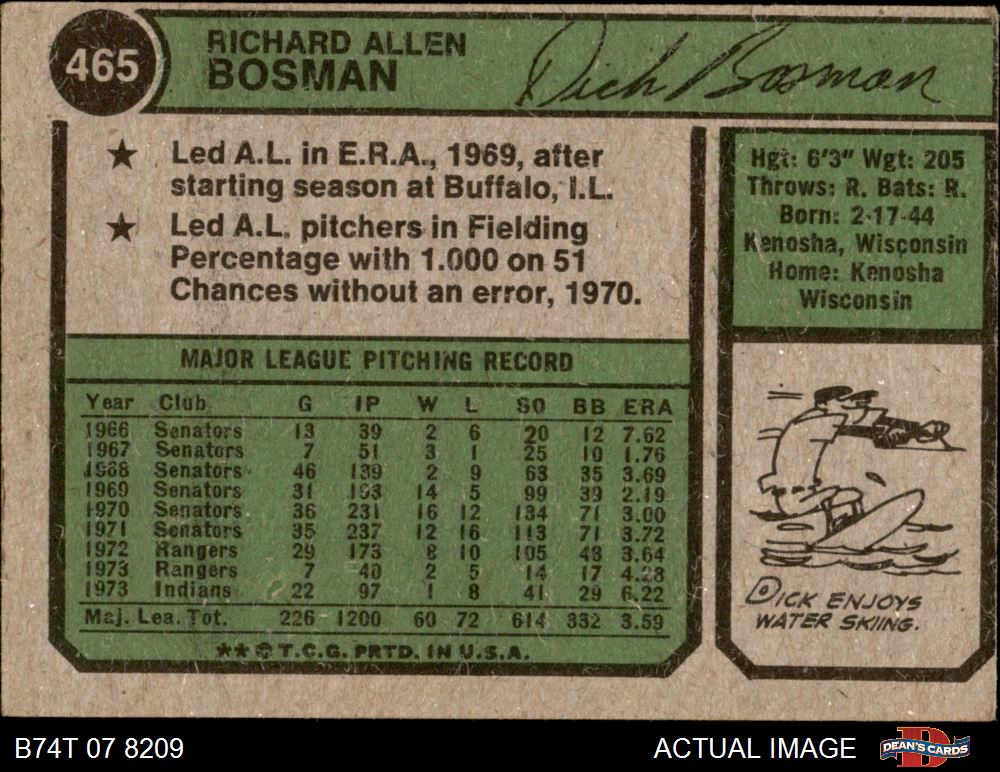 465
RICHARD ALLEN
BOSMAN
Dick Bosman
★ Led A.L. in E.R.A., 1969, after
starting season at Buffalo, I.L.
★ Led A.L. pitchers in Fielding
Percentage with 1.000 on 51
Chances without an error, 1970.
Hgt: 6'3" Wgt: 205
Throws: R. Bats: R.
Born: 2-17-44
Kenosha, Wisconsin
Home: Kenosha
Wisconsin
MAJOR LEAGUE PITCHING RECORD
Year Club G IP W L SO BB ERA
1966 Senators 13 39 2 6 20 12 7.62
1967 Senators 7 51 3 1 25 10 1.76
1968 Senators 46 139 2 9 63 35 3.69
1969 Senators 31 193 14 5 99 39 2.19
1970 Senators 36 231 16 12 134 71 3.00
1971 Senators 35 237 12 16 113 71 3.72
1972 Rangers 29 173 8 10 105 48 3.64
1973 Rangers 7 40 2 5 14 17 4.28
1973 Indians 22 97 1 8 41 29 6.22
Maj. Lea. Tot. 226 1200 60 72 614 332 3.59
★★ © T.C.G. PRTD. IN U.S.A.
DICK ENJOYS
WATER SKIING.
B74T 07 8209
ACTUAL IMAGE
DEAN'S CARDS